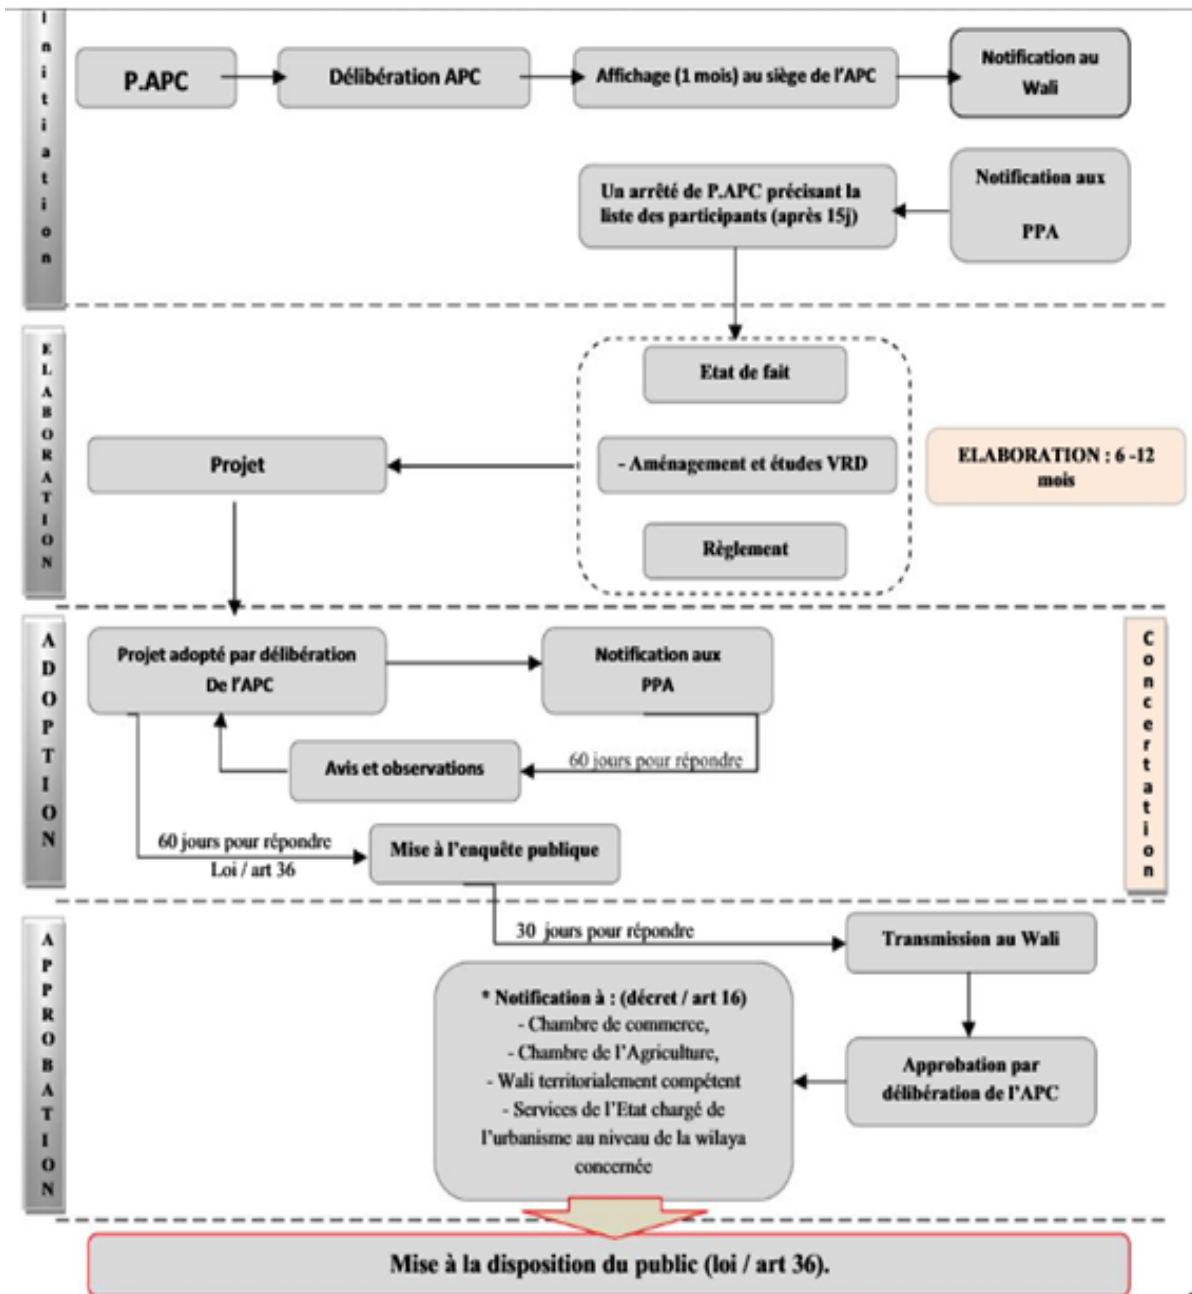 Initiation
P.APC
Délibération APC
Affichage (1 mois) au siège de l'APC
Notification au
Wali
Notification aux
PPA
Un arrêté de P.APC précisant la
liste des participants (après 15j)
ELABORATION
Etat de fait
- Aménagement et études VRD
Règlement
Projet
ELABORATION : 6 -12
mois
ADOPTION
Projet adopté par délibération
De l'APC
Notification aux
PPA
60 jours pour répondre
Avis et observations
60 jours pour répondre
Loi / art 36
Mise à l'enquête publique
Concertation
APPROBATION
30 jours pour répondre
Transmission au Wali
Approbation par
délibération de l'APC
* Notification à : (décret / art 16)
- Chambre de commerce,
- Chambre de l'Agriculture,
- Wali territorialement compétent
- Services de l'Etat chargé de
l'urbanisme au niveau de la wilaya
concernée
Mise à la disposition du public (loi / art 36).